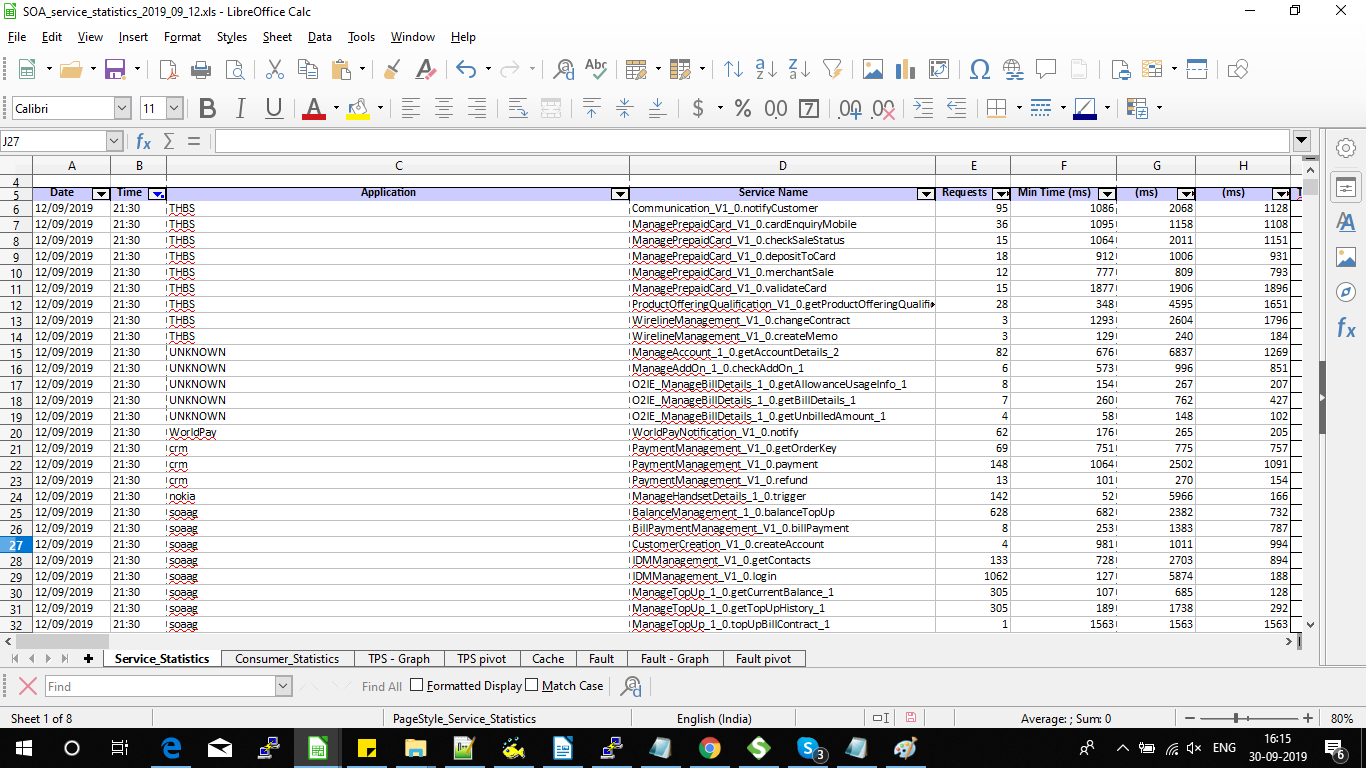 SOA_service_statistics_2019_09_12.xls - LibreOffice Calc
File Edit View Insert Format Styles Sheet Data Tools Window Help
Calibri 11
J27
A B C D E F G H
4
5 Date Time Application Service Name Requests Min Time (ms) (ms) (ms)
6 12/09/2019 21:30 THBS Communication_V1_0.notifyCustomer 95 1086 2068 1128
7 12/09/2019 21:30 THBS ManagePrepaidCard_V1_0.cardEnquiryMobile 36 1095 1158 1108
8 12/09/2019 21:30 THBS ManagePrepaidCard_V1_0.checkSaleStatus 15 1064 2011 1151
9 12/09/2019 21:30 THBS ManagePrepaidCard_V1_0.depositToCard 18 912 1006 931
10 12/09/2019 21:30 THBS ManagePrepaidCard_V1_0.merchantSale 12 777 809 793
11 12/09/2019 21:30 THBS ManagePrepaidCard_V1_0.validateCard 15 1877 1906 1896
12 12/09/2019 21:30 THBS ProductOfferingQualification_V1_0.getProductOfferingQualifi 28 348 4595 1651
13 12/09/2019 21:30 THBS WirelineManagement_V1_0.changeContract 3 1293 2604 1796
14 12/09/2019 21:30 THBS WirelineManagement_V1_0.createMemo 3 129 240 184
15 12/09/2019 21:30 UNKNOWN ManageAccount_1_0.getAccountDetails_2 82 676 6837 1269
16 12/09/2019 21:30 UNKNOWN ManageAddOn_1_0.checkAddOn_1 6 573 996 851
17 12/09/2019 21:30 UNKNOWN O2IE_ManageBillDetails_1_0.getAllowanceUsageInfo_1 8 154 267 207
18 12/09/2019 21:30 UNKNOWN O2IE_ManageBillDetails_1_0.getBillDetails_1 7 260 762 427
19 12/09/2019 21:30 UNKNOWN O2IE_ManageBillDetails_1_0.getUnbilledAmount_1 4 58 148 102
20 12/09/2019 21:30 WorldPay WorldPayNotification_V1_0.notify 62 176 265 205
21 12/09/2019 21:30 crm PaymentManagement_V1_0.getOrderKey 69 751 775 757
22 12/09/2019 21:30 crm PaymentManagement_V1_0.payment 148 1064 2502 1091
23 12/09/2019 21:30 crm PaymentManagement_V1_0.refund 13 101 270 154
24 12/09/2019 21:30 nokia ManageHandsetDetails_1_0.trigger 142 52 5966 166
25 12/09/2019 21:30 soaag BalanceManagement_1_0.balanceTopUp 628 682 2382 732
26 12/09/2019 21:30 soaag BillPaymentManagement_V1_0.billPayment 8 253 1383 787
27 12/09/2019 21:30 soaag CustomerCreation_V1_0.createAccount 4 981 1011 994
28 12/09/2019 21:30 soaag IDMManagement_V1_0.getContacts 133 728 2703 894
29 12/09/2019 21:30 soaag IDMManagement_V1_0.login 1062 127 5874 188
30 12/09/2019 21:30 soaag ManageTopUp_1_0.getCurrentBalance_1 305 107 685 128
31 12/09/2019 21:30 soaag ManageTopUp_1_0.getTopUpHistory_1 305 189 1738 292
32 12/09/2019 21:30 soaag ManageTopUp_1_0.topUpBillContract_1 1 1563 1563 1563
Service_Statistics Consumer_Statistics TPS - Graph TPS pivot Cache Fault Fault - Graph Fault pivot
Find Find All Formatted Display Match Case
Sheet 1 of 8 PageStyle_Service_Statistics English (India) Average: ; Sum: 0 80%
3 ENG 16:15 6
30-09-2019